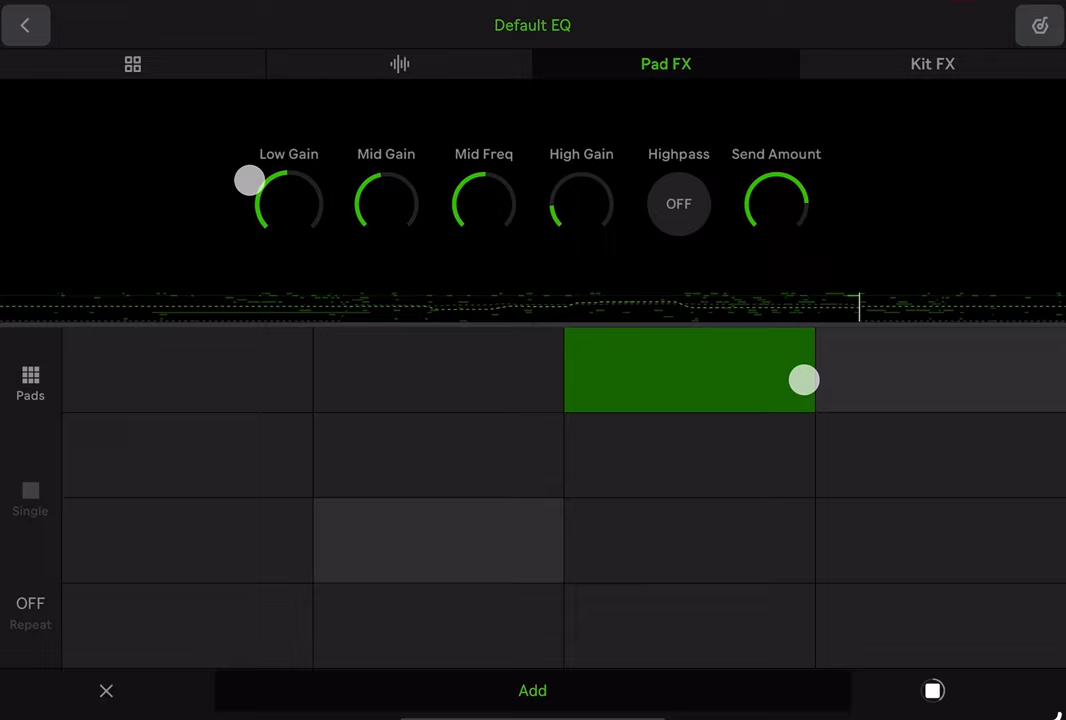 Default EQ
Pad FX
Kit FX
Low Gain
Mid Gain
Mid Freq
High Gain
Highpass
Send Amount
OFF
Pads
Single
OFF
Repeat
Add